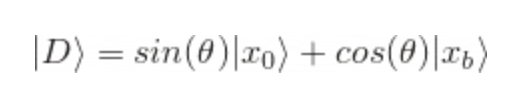 |D⟩ = sin(θ)|x₀⟩ + cos(θ)|x_b⟩